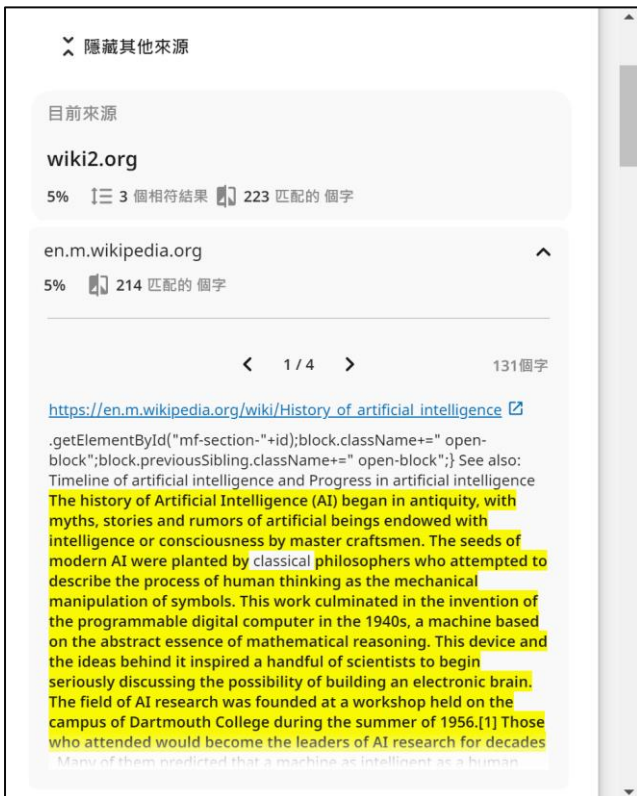 隱藏其他來源
目前來源
wiki2.org
5% 3 個相符結果 223 匹配的 個字
en.m.wikipedia.org
5% 214 匹配的 個字
1 / 4
131個字
https://en.m.wikipedia.org/wiki/History_of_artificial_intelligence
.getElementById("mf-section-"+id);block.className+=" open-
block";block.previousSibling.className+=" open-block";} See also:
Timeline of artificial intelligence and Progress in artificial intelligence
The history of Artificial Intelligence (AI) began in antiquity, with
myths, stories and rumors of artificial beings endowed with
intelligence or consciousness by master craftsmen. The seeds of
modern AI were planted by classical philosophers who attempted to
describe the process of human thinking as the mechanical
manipulation of symbols. This work culminated in the invention of
the programmable digital computer in the 1940s, a machine based
on the abstract essence of mathematical reasoning. This device and
the ideas behind it inspired a handful of scientists to begin
seriously discussing the possibility of building an electronic brain.
The field of AI research was founded at a workshop held on the
campus of Dartmouth College during the summer of 1956.[1] Those
who attended would become the leaders of AI research for decades
. Many of them predicted that a machine as intelligent as a human